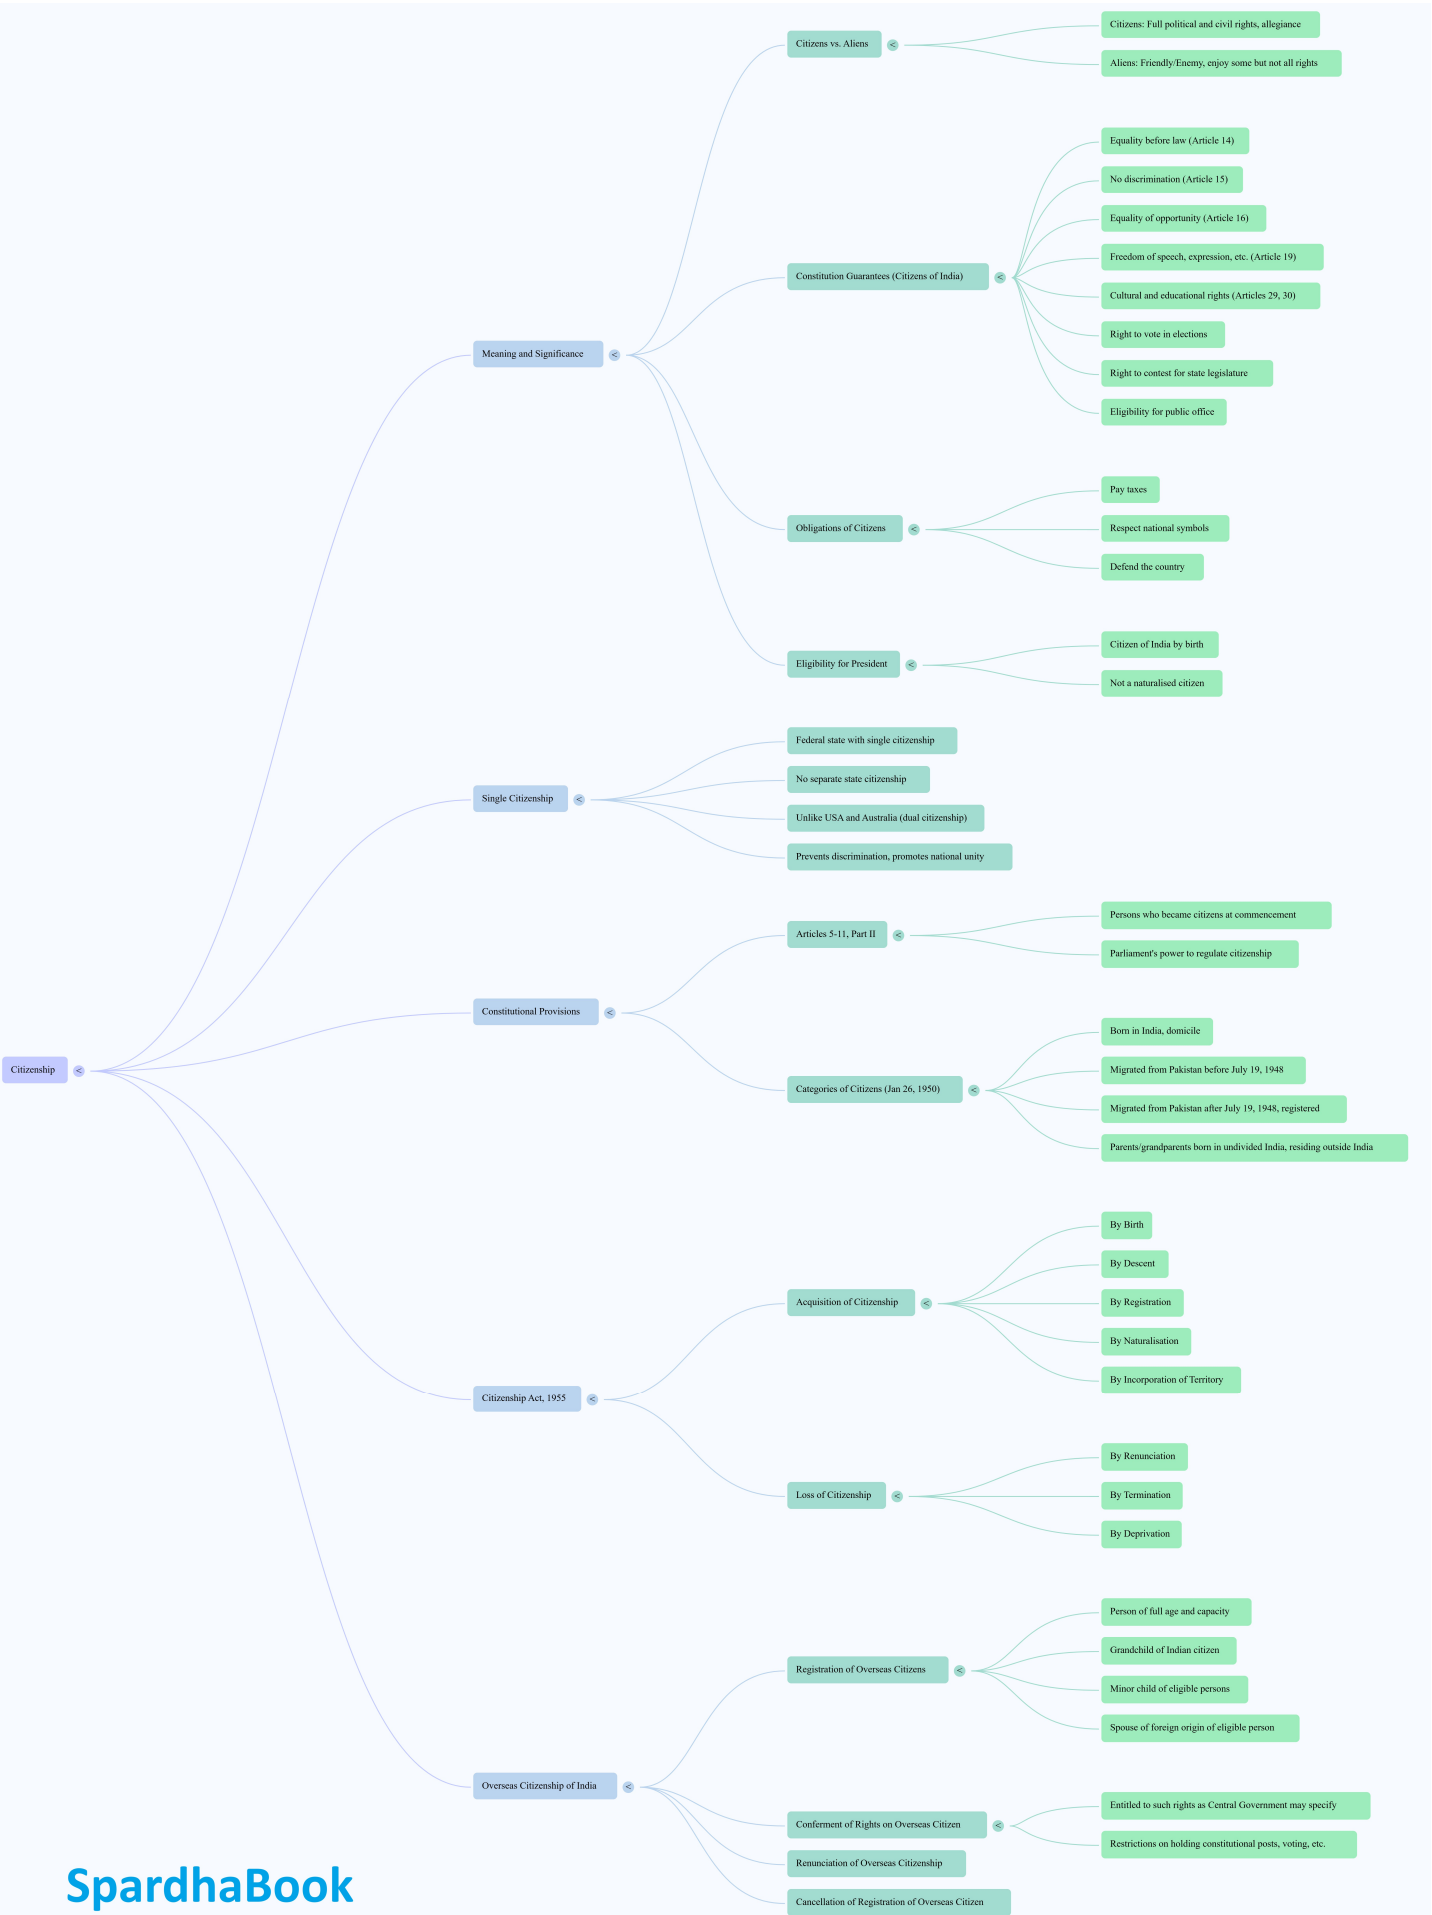 Citizenship
Meaning and Significance
Citizens vs. Aliens
Citizens: Full political and civil rights, allegiance
Aliens: Friendly/Enemy, enjoy some but not all rights
Constitution Guarantees (Citizens of India)
Equality before law (Article 14)
No discrimination (Article 15)
Equality of opportunity (Article 16)
Freedom of speech, expression, etc. (Article 19)
Cultural and educational rights (Articles 29, 30)
Right to vote in elections
Right to contest for state legislature
Eligibility for public office
Obligations of Citizens
Pay taxes
Respect national symbols
Defend the country
Eligibility for President
Citizen of India by birth
Not a naturalised citizen
Single Citizenship
Federal state with single citizenship
No separate state citizenship
Unlike USA and Australia (dual citizenship)
Prevents discrimination, promotes national unity
Constitutional Provisions
Articles 5-11, Part II
Persons who became citizens at commencement
Parliament's power to regulate citizenship
Categories of Citizens (Jan 26, 1950)
Born in India, domicile
Migrated from Pakistan before July 19, 1948
Migrated from Pakistan after July 19, 1948, registered
Parents/grandparents born in undivided India, residing outside India
Citizenship Act, 1955
Acquisition of Citizenship
By Birth
By Descent
By Registration
By Naturalisation
By Incorporation of Territory
Loss of Citizenship
By Renunciation
By Termination
By Deprivation
Overseas Citizenship of India
Registration of Overseas Citizens
Person of full age and capacity
Grandchild of Indian citizen
Minor child of eligible persons
Spouse of foreign origin of eligible person
Conferment of Rights on Overseas Citizen
Entitled to such rights as Central Government may specify
Restrictions on holding constitutional posts, voting, etc.
Renunciation of Overseas Citizenship
Cancellation of Registration of Overseas Citizen
SpardhaBook